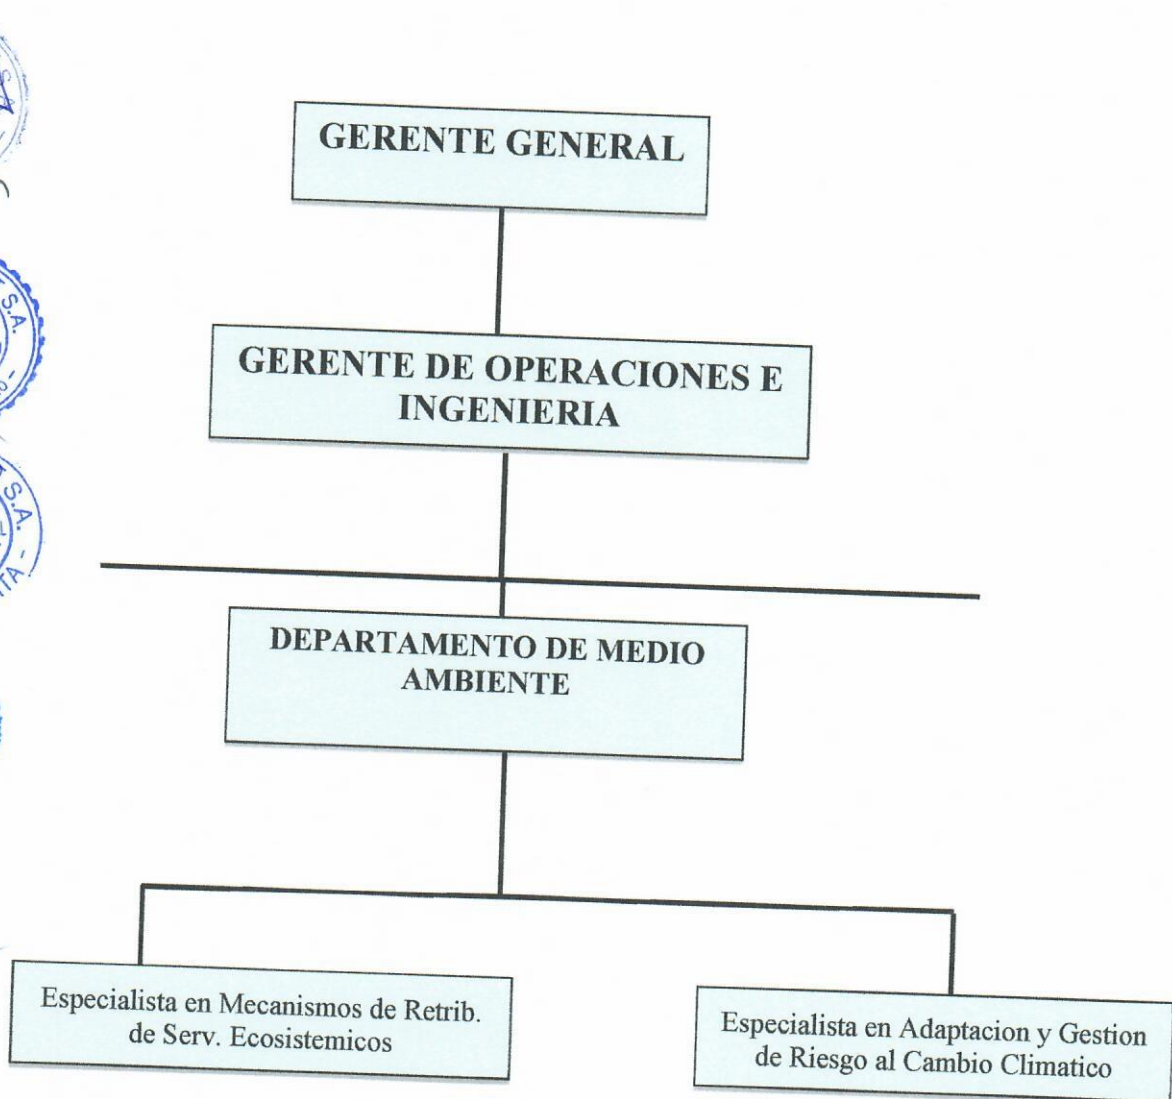 GERENTE GENERAL
GERENTE DE OPERACIONES E
INGENIERIA
DEPARTAMENTO DE MEDIO
AMBIENTE
Especialista en Mecanismos de Retrib.
de Serv. Ecosistemicos
Especialista en Adaptacion y Gestion
de Riesgo al Cambio Climatico
S.A.
S.A.